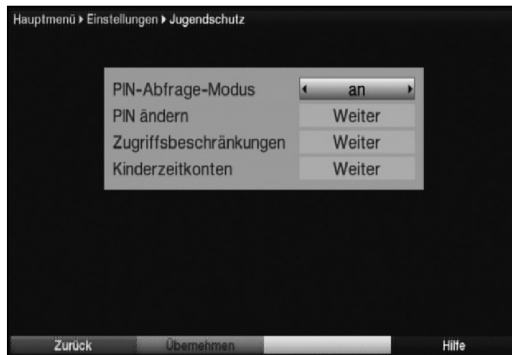 Hauptmenü ▸ Einstellungen ▸ Jugendschutz
PIN-Abfrage-Modus an
PIN ändern Weiter
Zugriffsbeschränkungen Weiter
Kinderzeitkonten Weiter
Zurück Übernehmen Hilfe